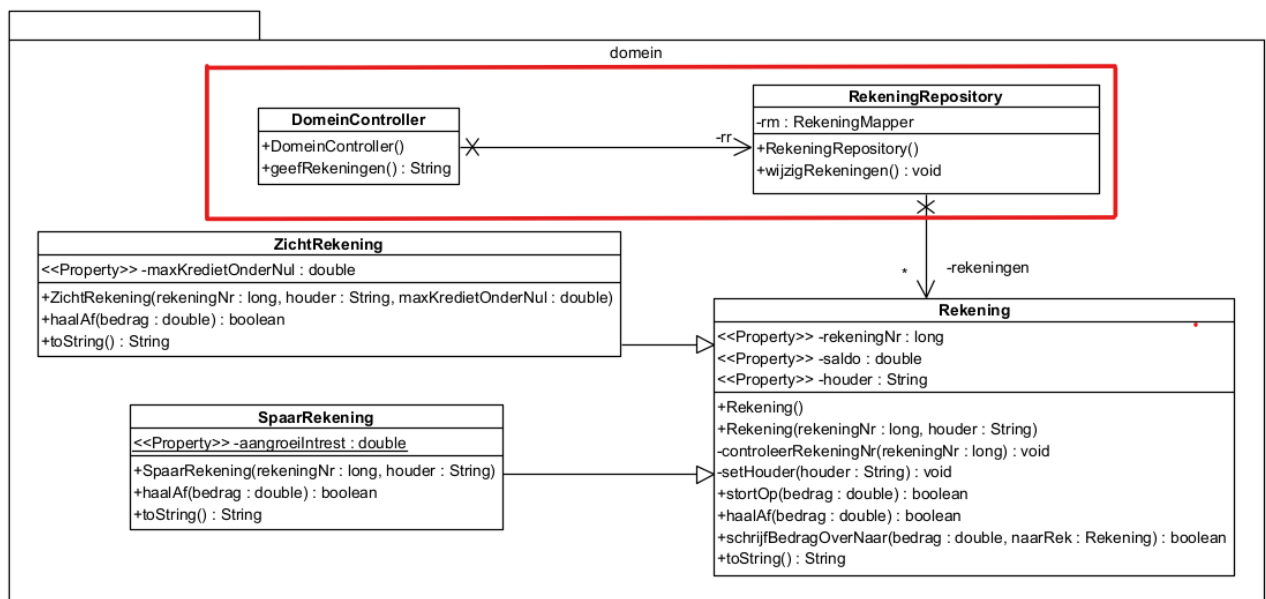 domein
DomeinController
+DomeinController()
+geefRekeningen() : String
-rr
RekeningRepository
-rm : RekeningMapper
+RekeningRepository()
+wijzigRekeningen() : void
* -rekeningen
ZichtRekening
<<Property>> -maxKredietOnderNul : double
+ZichtRekening(rekeningNr : long, houder : String, maxKredietOnderNul : double)
+haalAf(bedrag : double) : boolean
+toString() : String
Rekening
<<Property>> -rekeningNr : long
<<Property>> -saldo : double
<<Property>> -houder : String
+Rekening()
+Rekening(rekeningNr : long, houder : String)
-controleerRekeningNr(rekeningNr : long) : void
-setHouder(houder : String) : void
+stortOp(bedrag : double) : boolean
+haalAf(bedrag : double) : boolean
+schrijfBedragOverNaar(bedrag : double, naarRek : Rekening) : boolean
+toString() : String
SpaarRekening
<<Property>> -aangroeiIntrest : double
+SpaarRekening(rekeningNr : long, houder : String)
+haalAf(bedrag : double) : boolean
+toString() : String